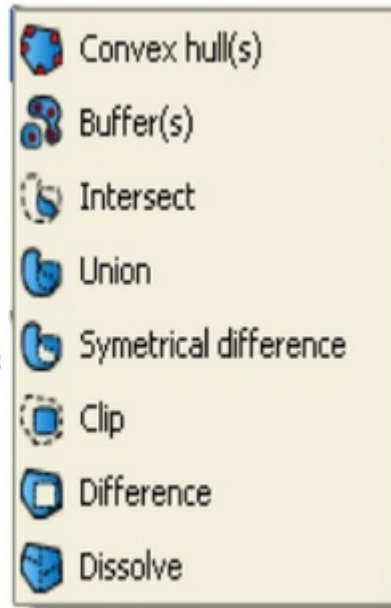 Convex hull(s)
Buffer(s)
Intersect
Union
Symetrical difference
Clip
Difference
Dissolve